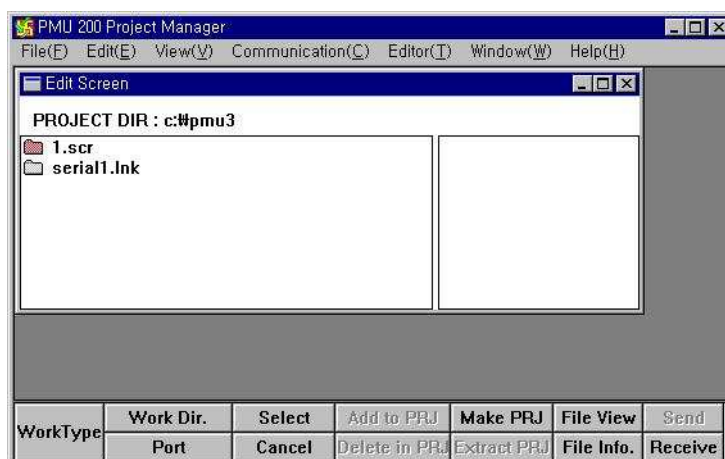 PMU 200 Project Manager
File(F) Edit(E) View(V) Communication(C) Editor(T) Window(W) Help(H)
Edit Screen
PROJECT DIR : c:₩pmu3
1.scr
serial1.lnk
WorkType Work Dir. Select Add to PRJ Make PRJ File View Send
Port Cancel Delete in PRJ Extract PRJ File Info. Receive